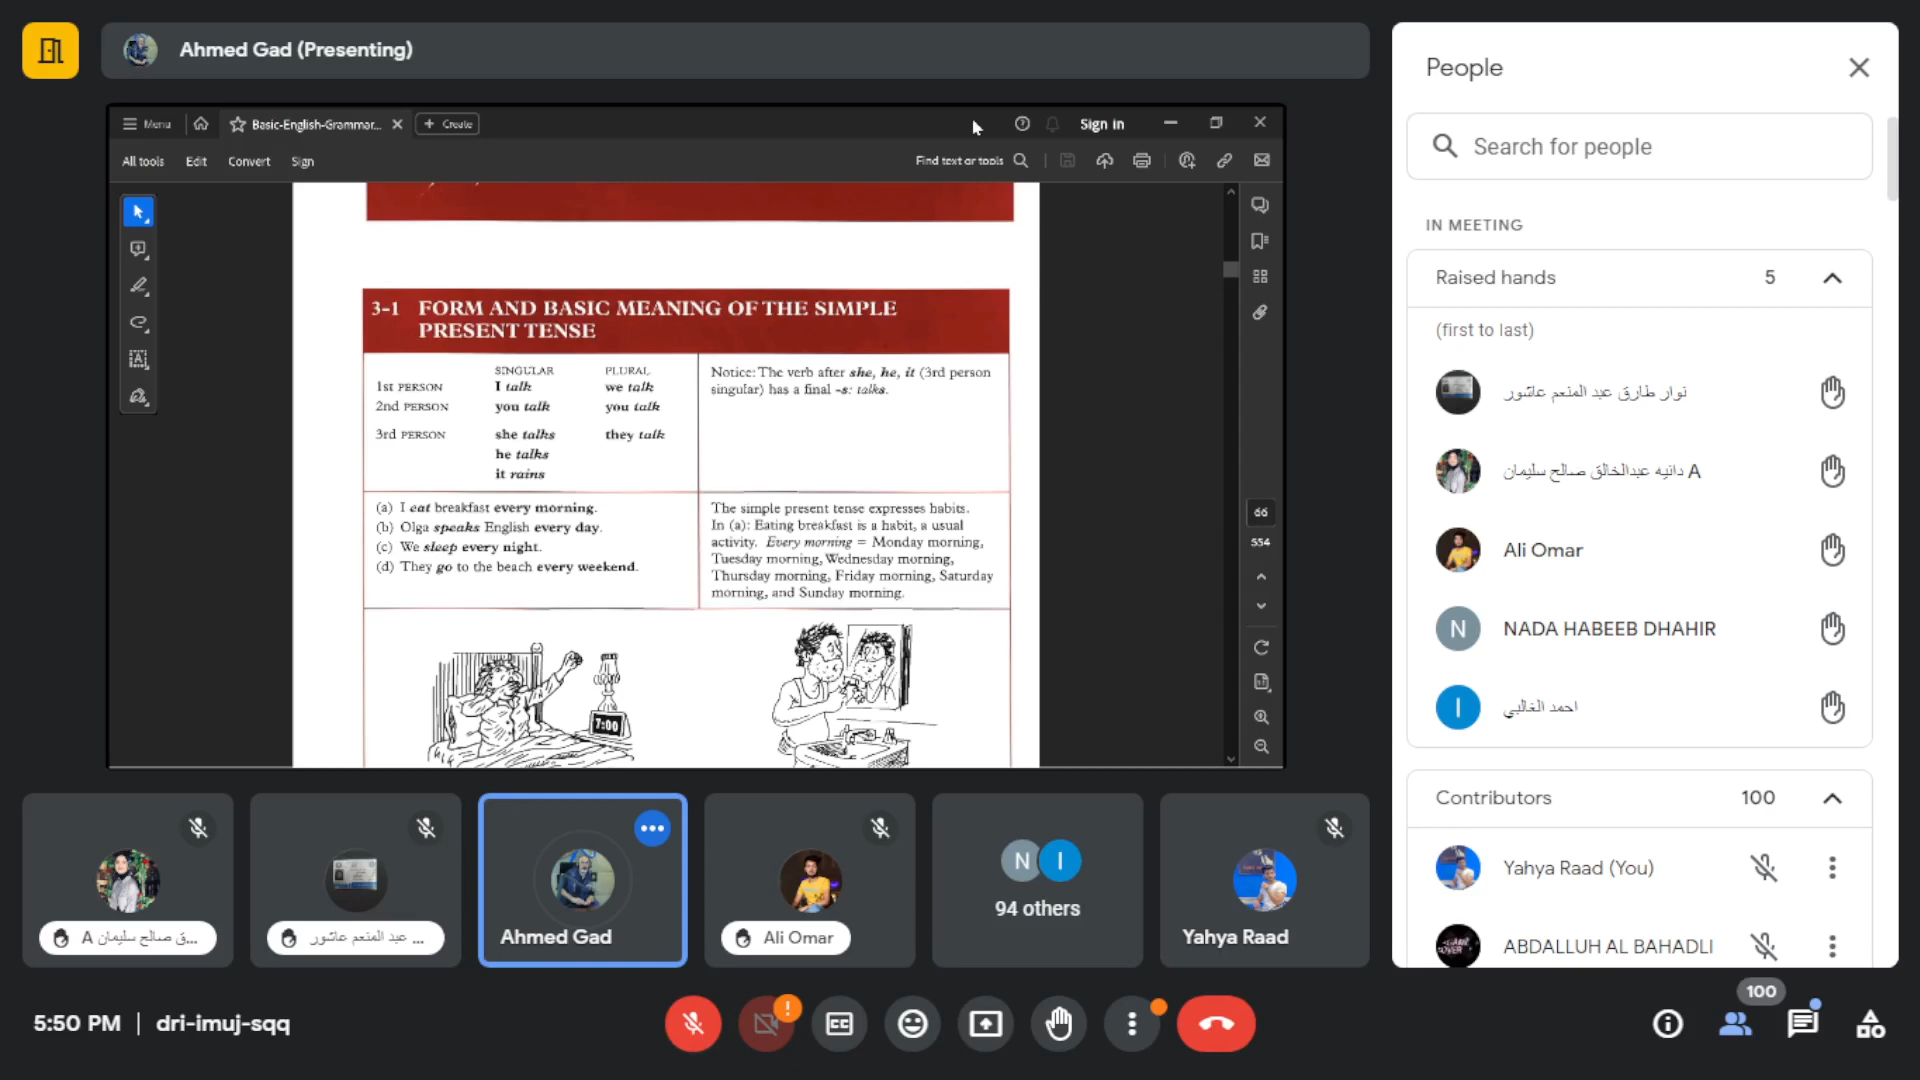 Ahmed Gad (Presenting)
Menu
Basic-English-Grammar...
Create
Sign in
All tools
Edit
Convert
Sign
Find text or tools
3-1 FORM AND BASIC MEANING OF THE SIMPLE
PRESENT TENSE
SINGULAR PLURAL
1st PERSON I talk we talk
2nd PERSON you talk you talk
3rd PERSON she talks they talk
he talks
it rains
Notice: The verb after she, he, it (3rd person
singular) has a final -s: talks.
(a) I eat breakfast every morning.
(b) Olga speaks English every day.
(c) We sleep every night.
(d) They go to the beach every weekend.
The simple present tense expresses habits.
In (a): Eating breakfast is a habit, a usual
activity. Every morning = Monday morning,
Tuesday morning, Wednesday morning,
Thursday morning, Friday morning, Saturday
morning, and Sunday morning.
7:00
66
554
A ق صالح سليمان...
عبد المنعم عاشور ...
Ahmed Gad
Ali Omar
N I
94 others
Yahya Raad
5:50 PM | dri-imuj-sqq
People
Search for people
IN MEETING
Raised hands 5
(first to last)
نوار طارق عبد المنعم عاشور
A دانيه عبدالخالق صالح سليمان
Ali Omar
N NADA HABEEB DHAHIR
I احمد الغالبي
Contributors 100
Yahya Raad (You)
ABDALLUH AL BAHADLI
100